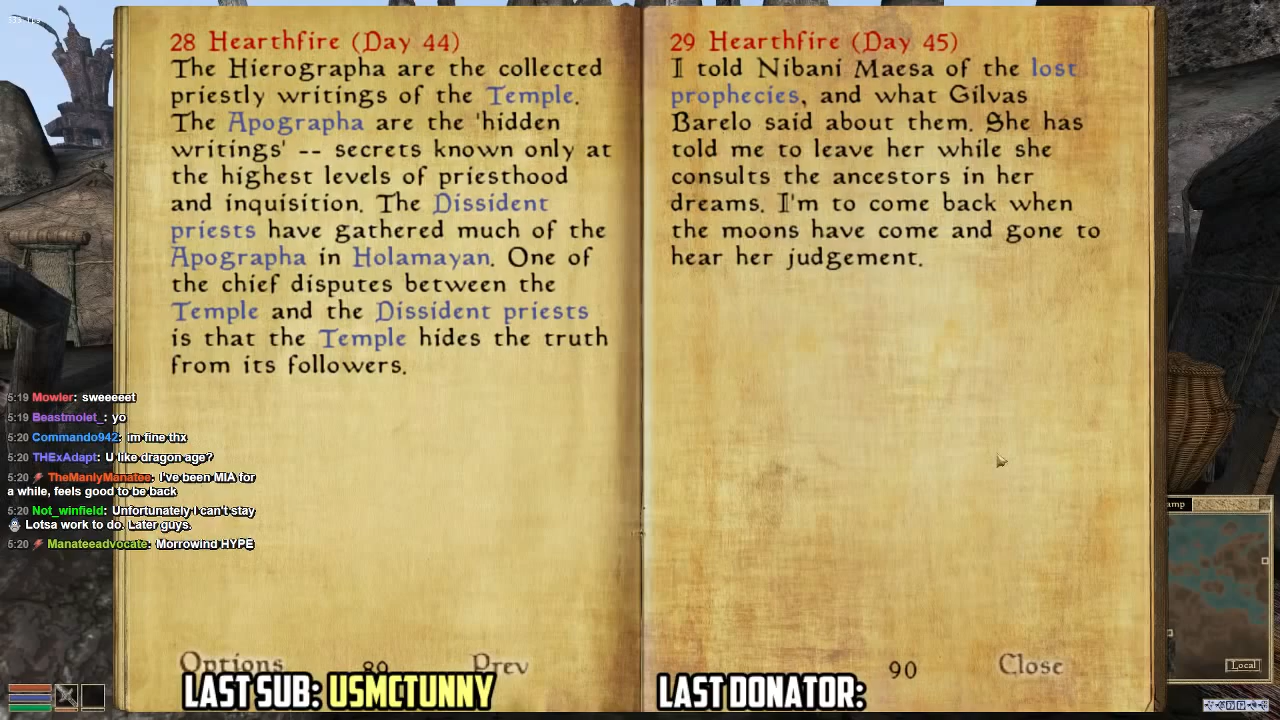 28 Hearthfire (Day 44)
The Hierographa are the collected
priestly writings of the Temple.
The Apographa are the 'hidden
writings' -- secrets known only at
the highest levels of priesthood
and inquisition. The Dissident
priests have gathered much of the
Apographa in Holamayan. One of
the chief disputes between the
Temple and the Dissident priests
is that the Temple hides the truth
from its followers.
29 Hearthfire (Day 45)
I told Nibani Maesa of the lost
prophecies, and what Gilvas
Barelo said about them. She has
told me to leave her while she
consults the ancestors in her
dreams. I'm to come back when
the moons have come and gone to
hear her judgement.
5:19 Mowler: sweeeeet
5:19 Beastmolet_: yo
5:20 Commando942: im fine thx
5:20 THExAdapt: U like dragon age?
5:20 TheManlyManatee: I've been MIA for
a while, feels good to be back
5:20 Not_winfield: Unfortunately I can't stay
Lotsa work to do. Later guys.
5:20 Manateeadvocate: Morrowind HYPE
Options 89 Prev
90 Close
LAST SUB: USMCTUNNY
LAST DONATOR:
amp
Local